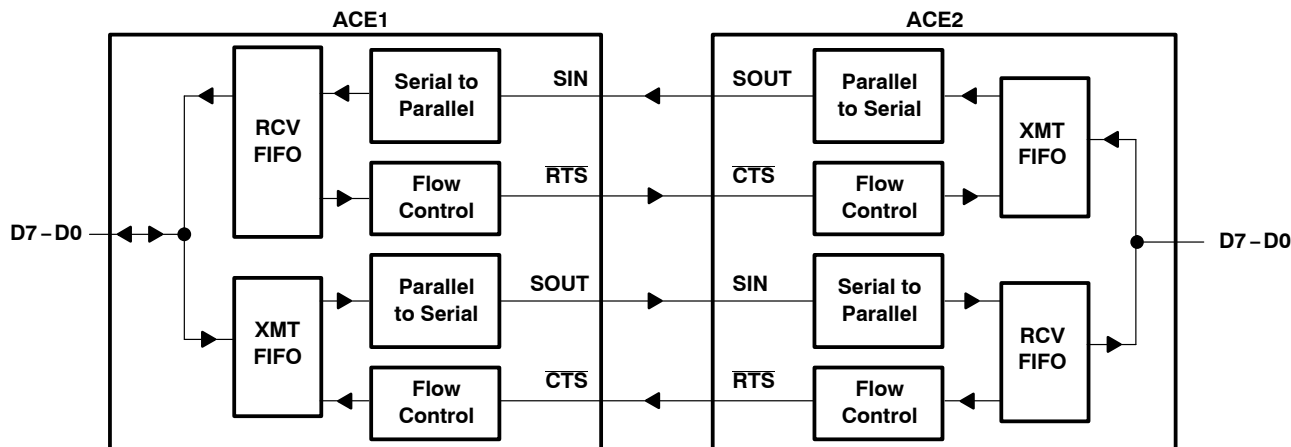 ACE1
ACE2
Serial to
Parallel
SIN
SOUT
Parallel
to Serial
RCV
FIFO
XMT
FIFO
Flow
Control
RTS
CTS
Flow
Control
D7–D0
D7–D0
Parallel
to Serial
SOUT
SIN
Serial to
Parallel
XMT
FIFO
RCV
FIFO
Flow
Control
CTS
RTS
Flow
Control